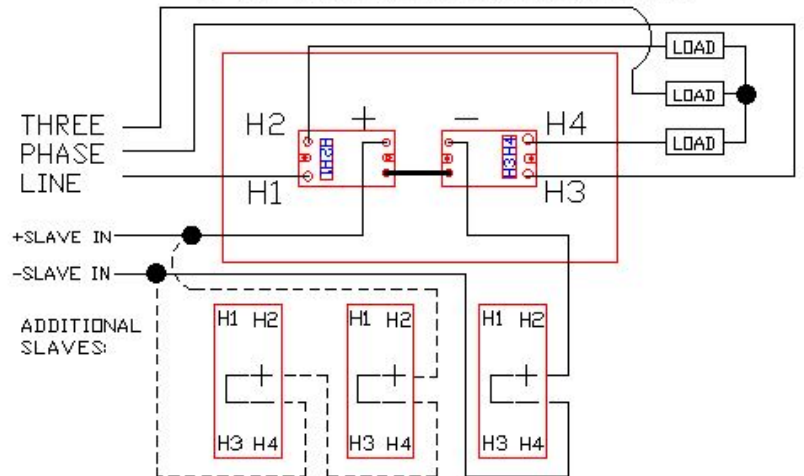 LOAD
LOAD
LOAD
THREE
PHASE
LINE
H2 + - H4
H2H1
H3H4
H1 H3
+SLAVE IN
-SLAVE IN
ADDITIONAL
SLAVES:
H1 H2
+
-
H3 H4
H1 H2
+
-
H3 H4
H1 H2
+
-
H3 H4